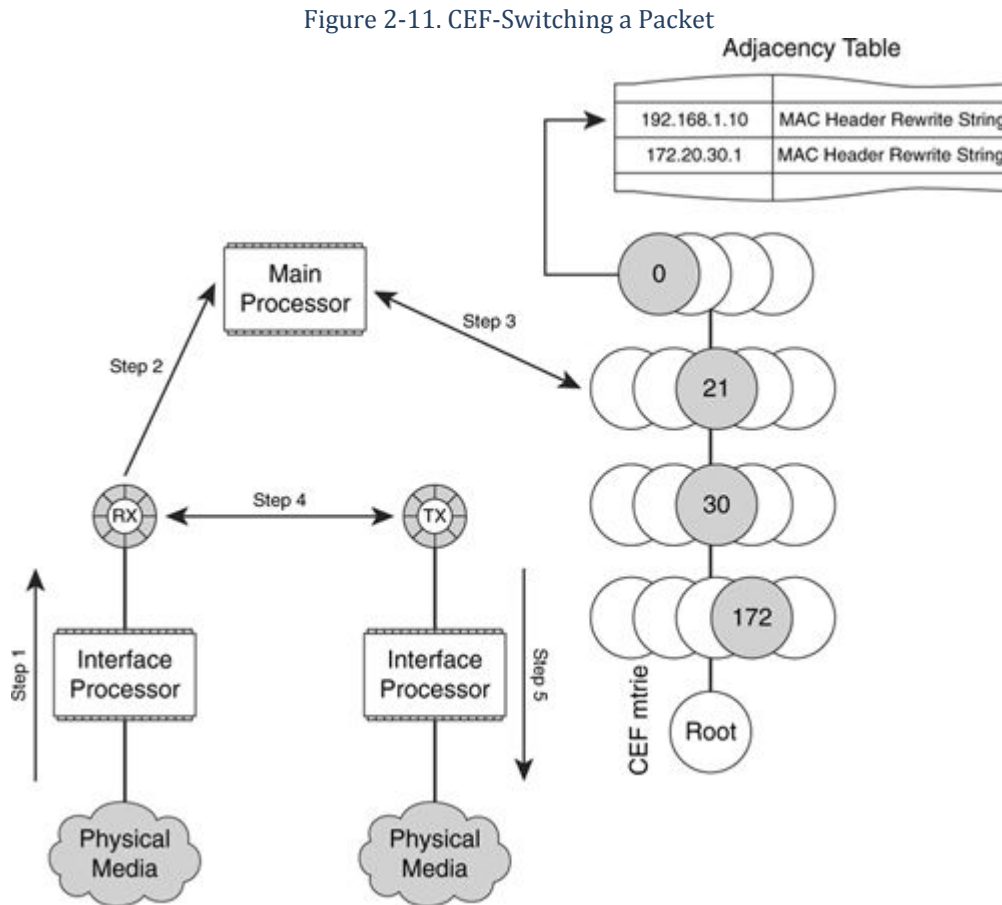 Figure 2-11. CEF-Switching a Packet
Adjacency Table
192.168.1.10 MAC Header Rewrite String
172.20.30.1 MAC Header Rewrite String
Main
Processor
0
Step 3
Step 2
21
RX
Step 4
TX
30
Step 1
Interface
Processor
Interface
Processor
Step 5
172
CEF mtrie
Root
Physical
Media
Physical
Media